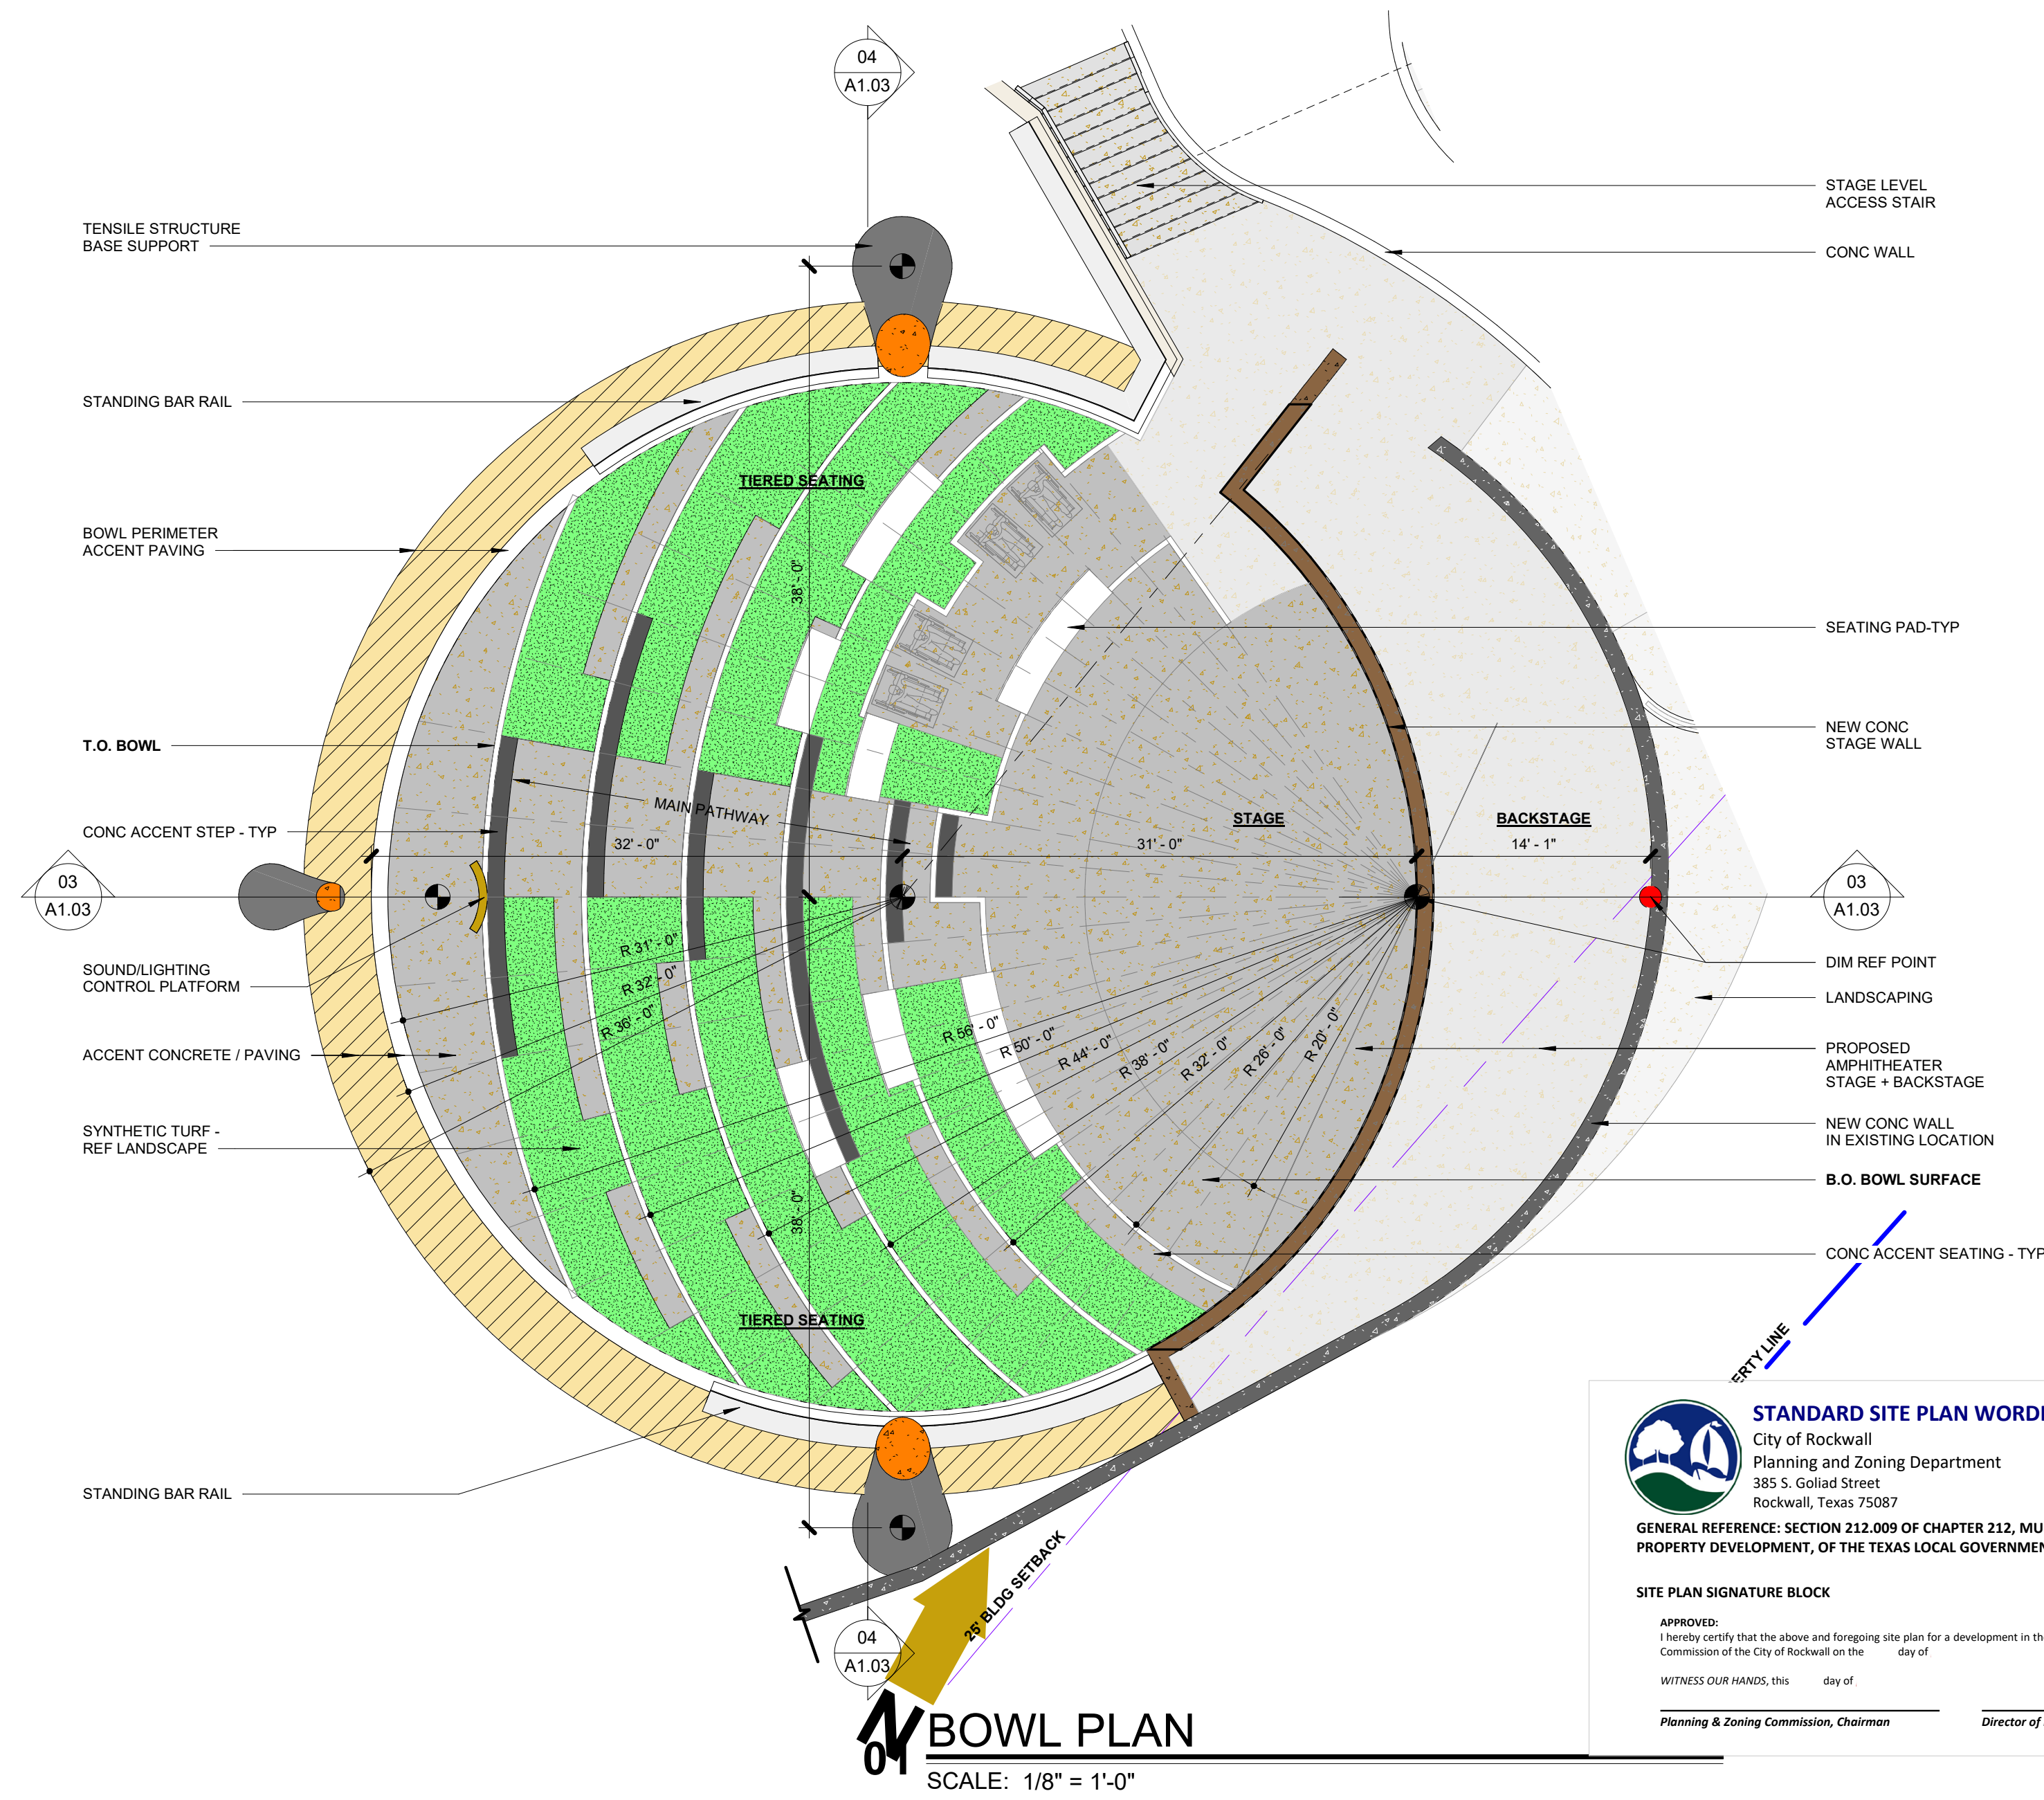 04
A1.03
STAGE LEVEL
ACCESS STAIR
TENSILE STRUCTURE
BASE SUPPORT
CONC WALL
STANDING BAR RAIL
TIERED SEATING
BOWL PERIMETER
ACCENT PAVING
38' - 0"
SEATING PAD-TYP
NEW CONC
STAGE WALL
T.O. BOWL
MAIN PATHWAY
STAGE
BACKSTAGE
CONC ACCENT STEP - TYP
32' - 0"
31' - 0"
14' - 1"
03
A1.03
03
A1.03
R 31' - 0"
R 32' - 0"
R 36' - 0"
R 56' - 0"
R 50' - 0"
R 44' - 0"
R 38' - 0"
R 32' - 0"
R 26' - 0"
R 20' - 0"
SOUND/LIGHTING
CONTROL PLATFORM
DIM REF POINT
LANDSCAPING
ACCENT CONCRETE / PAVING
PROPOSED
AMPHITHEATER
STAGE + BACKSTAGE
SYNTHETIC TURF -
REF LANDSCAPE
NEW CONC WALL
IN EXISTING LOCATION
B.O. BOWL SURFACE
38' - 0"
CONC ACCENT SEATING - TYP
TIERED SEATING
ERTY LINE
STANDING BAR RAIL
25' BLDG SETBACK
04
A1.03
N
01
BOWL PLAN
SCALE: 1/8" = 1'-0"
STANDARD SITE PLAN WORD
City of Rockwall
Planning and Zoning Department
385 S. Goliad Street
Rockwall, Texas 75087
GENERAL REFERENCE: SECTION 212.009 OF CHAPTER 212, MU
PROPERTY DEVELOPMENT, OF THE TEXAS LOCAL GOVERNMEN
SITE PLAN SIGNATURE BLOCK
APPROVED:
I hereby certify that the above and foregoing site plan for a development in the
Commission of the City of Rockwall on the day of
WITNESS OUR HANDS, this day of
Planning & Zoning Commission, Chairman
Director of